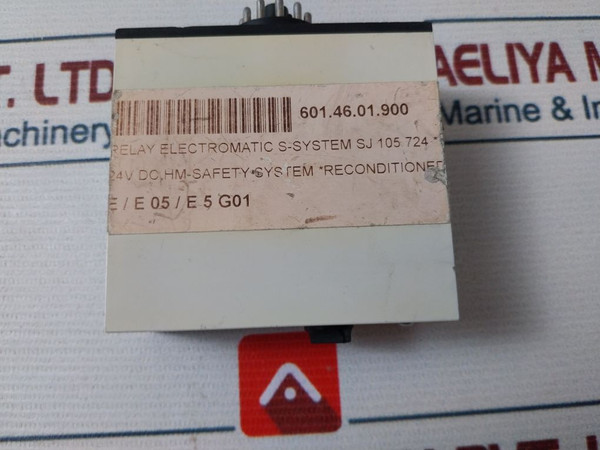 T. LTD
AELIYA M
achinery
Marine & In
601.46.01.900
RELAY ELECTROMATIC S-SYSTEM SJ 105 724
24V DC,HM-SAFETY SYSTEM *RECONDITIONED
E / E 05 / E 5 G01